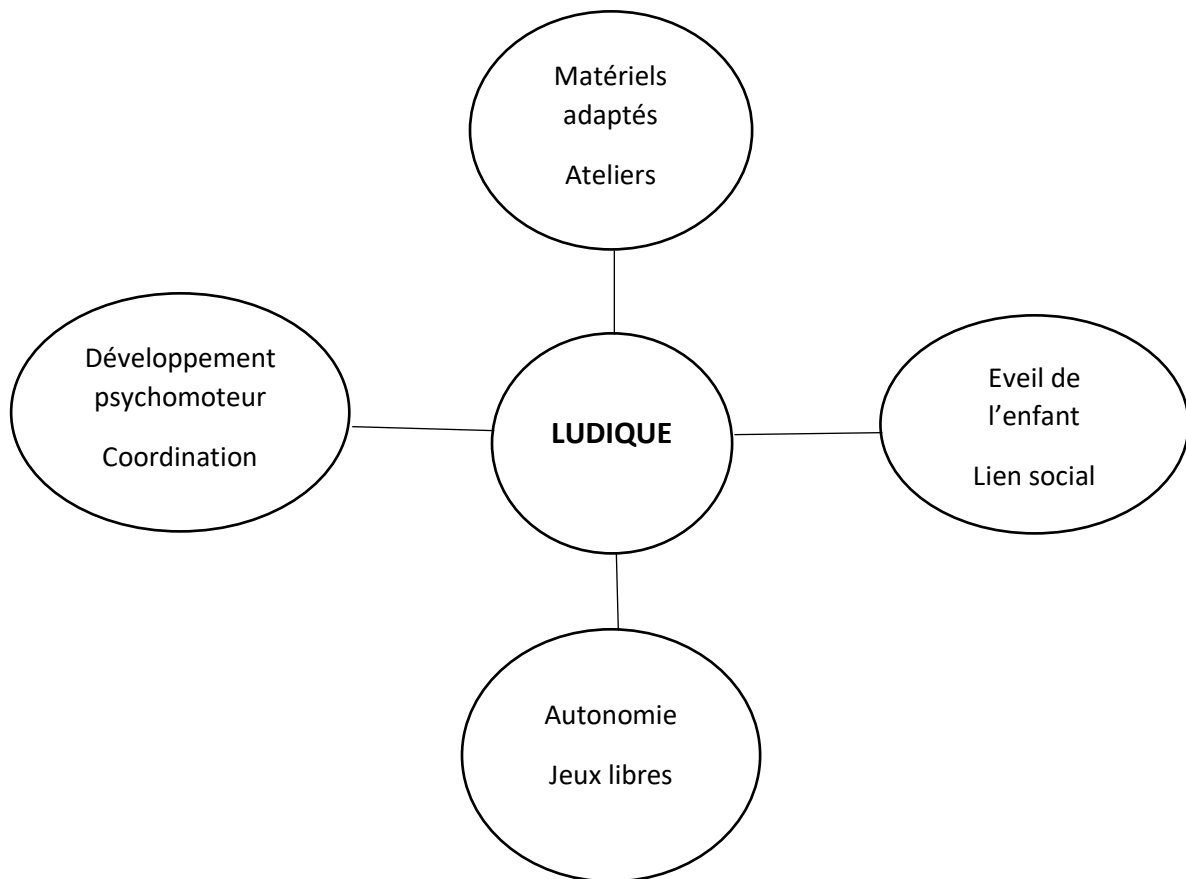 Matériels
adaptés
Ateliers
Développement
psychomoteur
Coordination
LUDIQUE
Eveil de
l’enfant
Lien social
Autonomie
Jeux libres